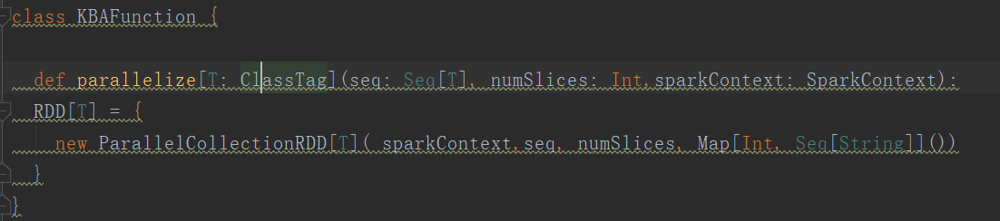 class KBAFunction {
def parallelize[T: ClassTag](seq: Seq[T], numSlices: Int,sparkContext: SparkContext):
RDD[T] = {
new ParallelCollectionRDD[T]( sparkContext,seq, numSlices, Map[Int, Seq[String]]())
}
}